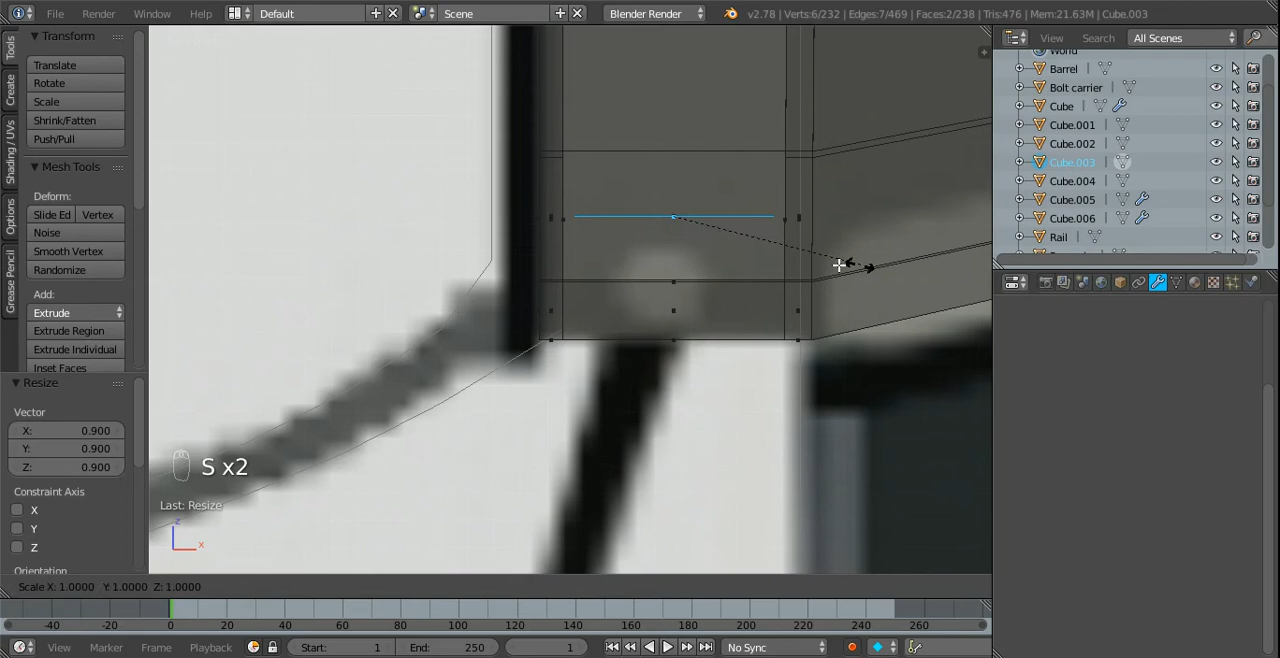 File Render Window Help Default Scene Blender Render v2.78 | Verts:6/232 | Edges:7/469 | Faces:2/238 | Tris:476 | Mem:21.63M | Cube.003
Tools
Create
Shading / UVs
Options
Grease Pencil
Transform
Translate
Rotate
Scale
Shrink/Fatten
Push/Pull
Mesh Tools
Deform:
Slide Ed Vertex
Noise
Smooth Vertex
Randomize
Add:
Extrude
Extrude Region
Extrude Individual
Inset Faces
Resize
Vector
X: 0.900
Y: 0.900
Z: 0.900
Constraint Axis
X
Y
Z
Orientation
S x2
Last: Resize
z
x
Scale X: 1.0000 Y: 1.0000 Z: 1.0000
View Search All Scenes
World
Barrel
Bolt carrier
Cube
Cube.001
Cube.002
Cube.003
Cube.004
Cube.005
Cube.006
Rail
-40 -20 0 20 40 60 80 100 120 140 160 180 200 220 240 260
View Marker Frame Playback Start: 1 End: 250 1 No Sync